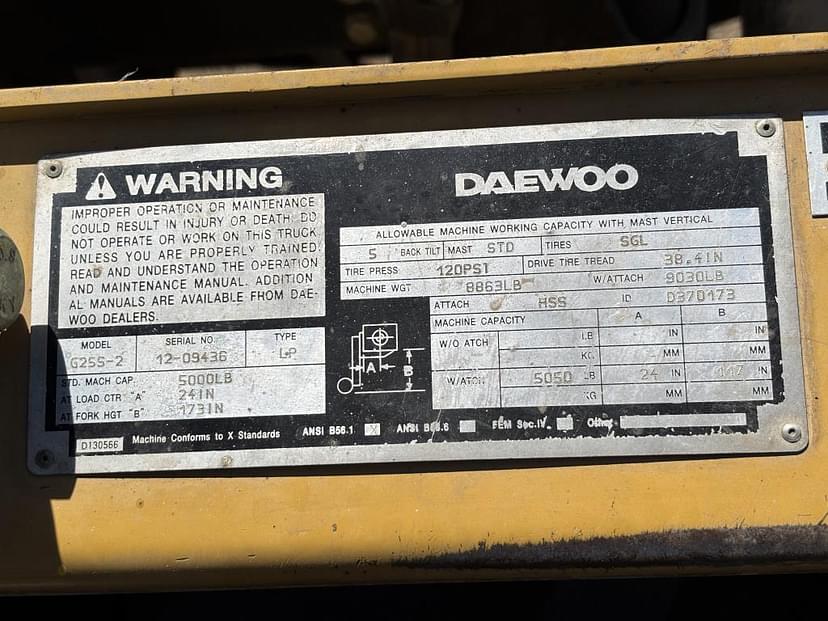 WARNING
IMPROPER OPERATION OR MAINTENANCE
COULD RESULT IN INJURY OR DEATH. DO
NOT OPERATE OR WORK ON THIS TRUCK
UNLESS YOU ARE PROPERLY TRAINED.
READ AND UNDERSTAND THE OPERATION
AND MAINTENANCE MANUAL. ADDITION
AL MANUALS ARE AVAILABLE FROM DAE-
WOO DEALERS.
MODEL SERIAL NO. TYPE
G25S-2 12-09436 LP
STD. MACH CAP. 5000LB
AT LOAD CTR "A" 24IN
AT FORK HGT "B" 173IN
D130566 Machine Conforms to X Standards ANSI B56.1 X ANSI B56.6 FEM Sec.IV Other
DAEWOO
ALLOWABLE MACHINE WORKING CAPACITY WITH MAST VERTICAL
5 BACK TILT MAST STD TIRES SGL
TIRE PRESS 120PSI DRIVE TIRE TREAD 38.4IN
MACHINE WGT 8863LB W/ATTACH 9030LB
ATTACH HSS ID D370173
MACHINE CAPACITY A B
W/O ATCH LB IN IN
KG MM MM
W/ATCH 5050 LB 24 IN IN
KG MM MM
A
B